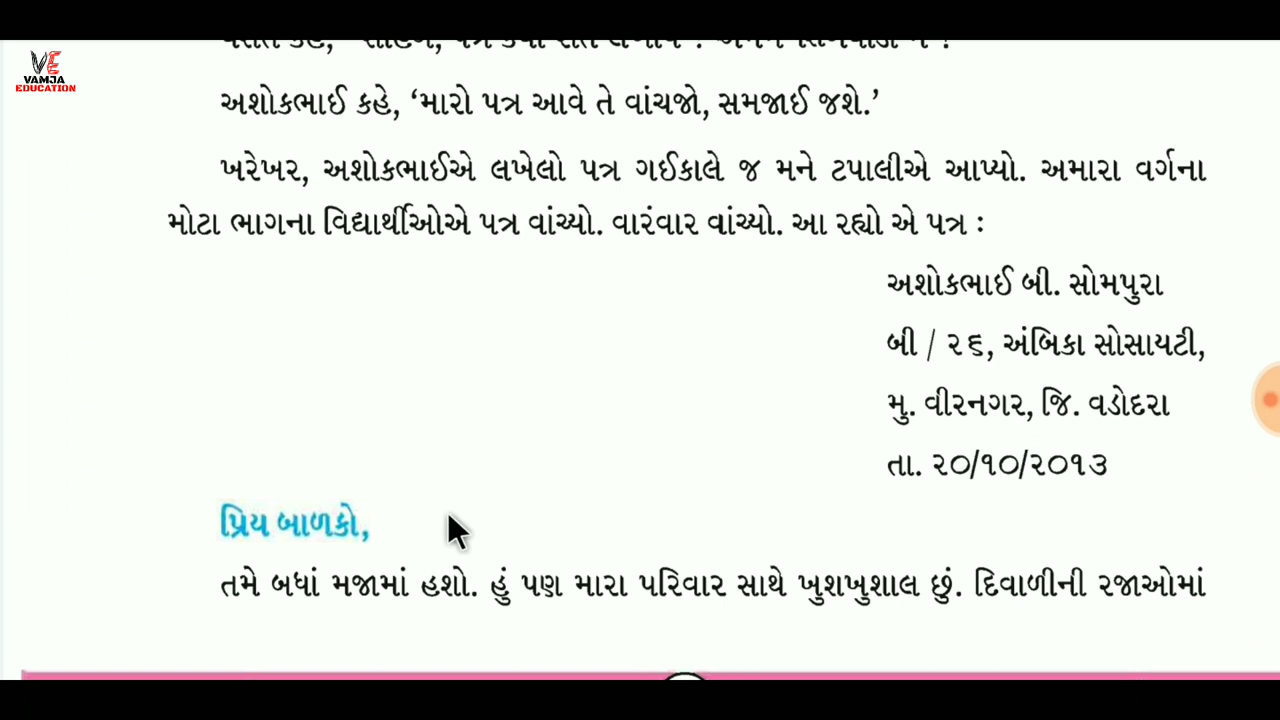 VE
VAMJA
EDUCATION
અશોકભાઈ કહે, ‘મારો પત્ર આવે તે વાંચજો, સમજાઈ જશે.’
ખરેખર, અશોકભાઈએ લખેલો પત્ર ગઈકાલે જ મને ટપાલીએ આપ્યો. અમારા વર્ગના
મોટા ભાગના વિદ્યાર્થીઓએ પત્ર વાંચ્યો. વારંવાર વાંચ્યો. આ રહ્યો એ પત્ર :
અશોકભાઈ બી. સોમપુરા
બી / ૨૬, અંબિકા સોસાયટી,
મુ. વીરનગર, જિ. વડોદરા
તા. ૨૦/૧૦/૨૦૧૩
પ્રિય બાળકો,
તમે બધાં મજામાં હશો. હું પણ મારા પરિવાર સાથે ખુશખુશાલ છું. દિવાળીની રજાઓમાં